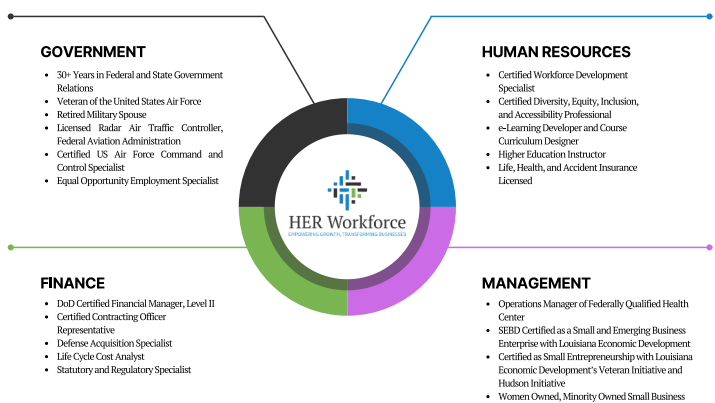 GOVERNMENT
• 30+ Years in Federal and State Government
Relations
• Veteran of the United States Air Force
• Retired Military Spouse
• Licensed Radar Air Traffic Controller,
Federal Aviation Administration
• Certified US Air Force Command and
Control Specialist
• Equal Opportunity Employment Specialist
HUMAN RESOURCES
• Certified Workforce Development
Specialist
• Certified Diversity, Equity, Inclusion,
and Accessibility Professional
• e-Learning Developer and Course
Curriculum Designer
• Higher Education Instructor
• Life, Health, and Accident Insurance
Licensed
HER Workforce
EMPOWERING GROWTH, TRANSFORMING BUSINESSES
FINANCE
• DoD Certified Financial Manager, Level II
• Certified Contracting Officer
Representative
• Defense Acquisition Specialist
• Life Cycle Cost Analyst
• Statutory and Regulatory Specialist
MANAGEMENT
• Operations Manager of Federally Qualified Health
Center
• SEBD Certified as a Small and Emerging Business
Enterprise with Louisiana Economic Development
• Certified as Small Entrepreneurship with Louisiana
Economic Development's Veteran Initiative and
Hudson Initiative
• Women Owned, Minority Owned Small Business